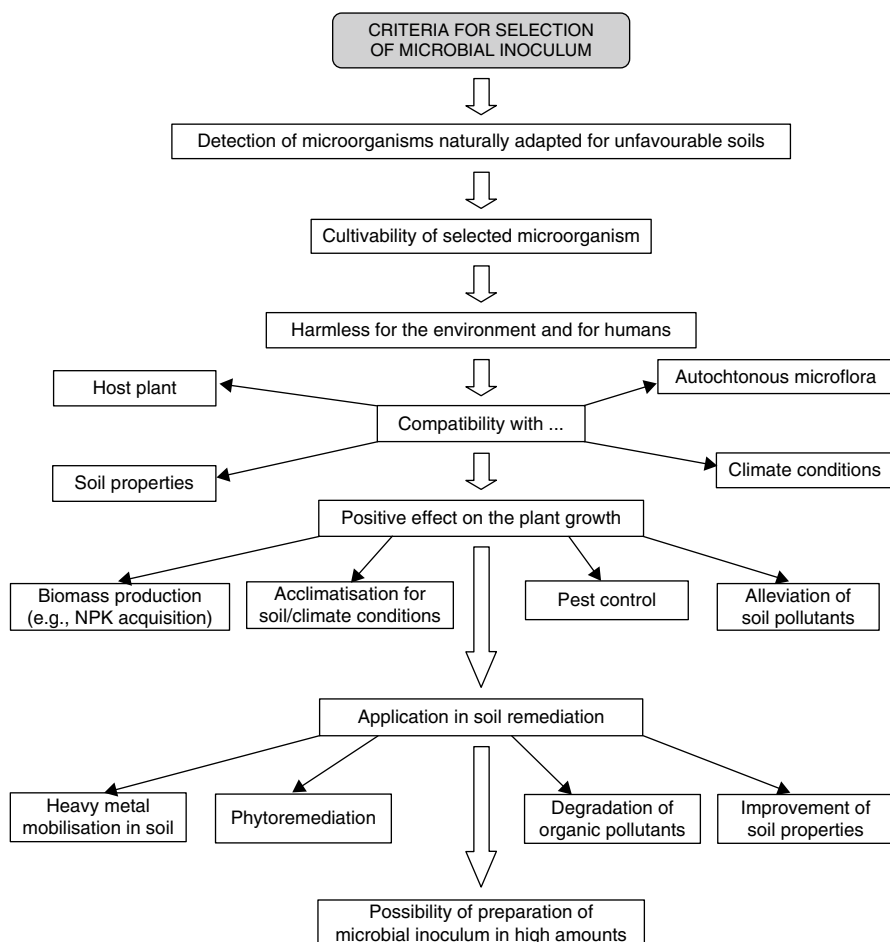 CRITERIA FOR SELECTION
OF MICROBIAL INOCULUM
Detection of microorganisms naturally adapted for unfavourable soils
Cultivability of selected microorganism
Harmless for the environment and for humans
Host plant
Autochtonous microflora
Compatibility with ...
Soil properties
Climate conditions
Positive effect on the plant growth
Biomass production
(e.g., NPK acquisition)
Acclimatisation for
soil/climate conditions
Pest control
Alleviation of
soil pollutants
Application in soil remediation
Heavy metal
mobilisation in soil
Phytoremediation
Degradation of
organic pollutants
Improvement of
soil properties
Possibility of preparation of
microbial inoculum in high amounts